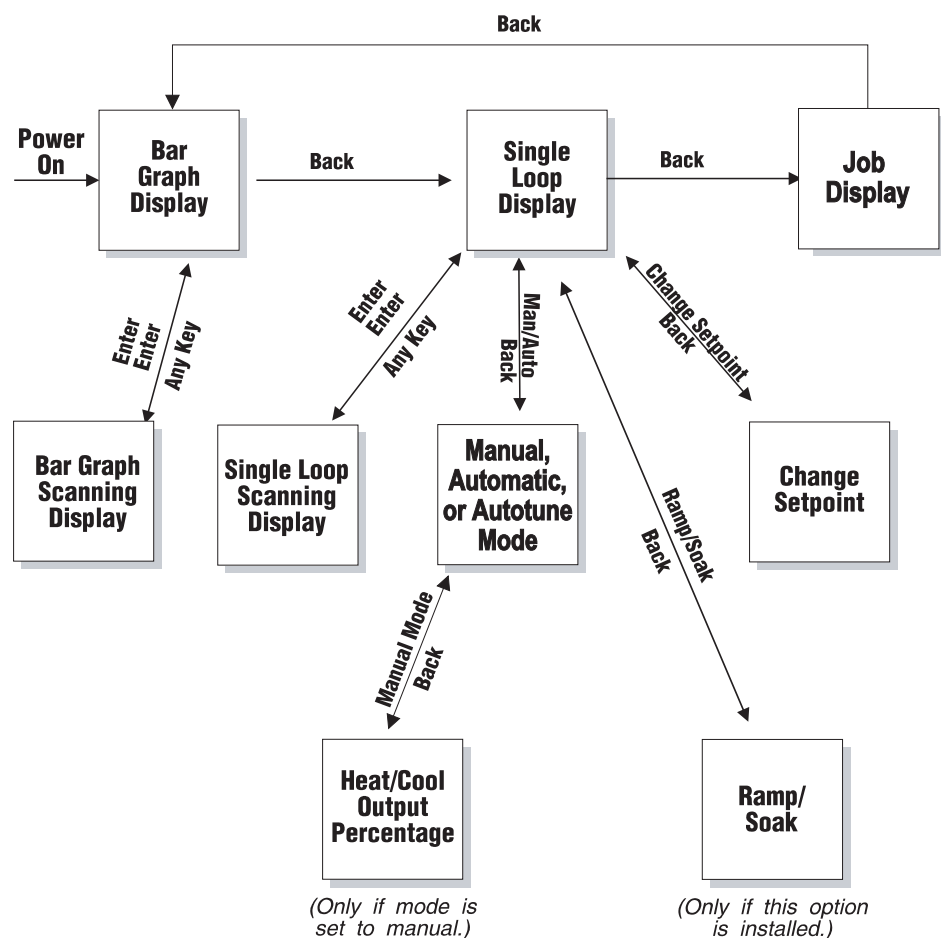 Back
Power
On
Bar
Graph
Display
Back
Single
Loop
Display
Back
Job
Display
Enter
Enter
Any Key
Enter
Enter
Any Key
Man/Auto
Back
Change Setpoint
Back
Bar Graph
Scanning
Display
Single Loop
Scanning
Display
Manual,
Automatic,
or Autotune
Mode
Change
Setpoint
Ramp/Soak
Back
Manual Mode
Back
Heat/Cool
Output
Percentage
Ramp/
Soak
(Only if mode is
set to manual.)
(Only if this option
is installed.)